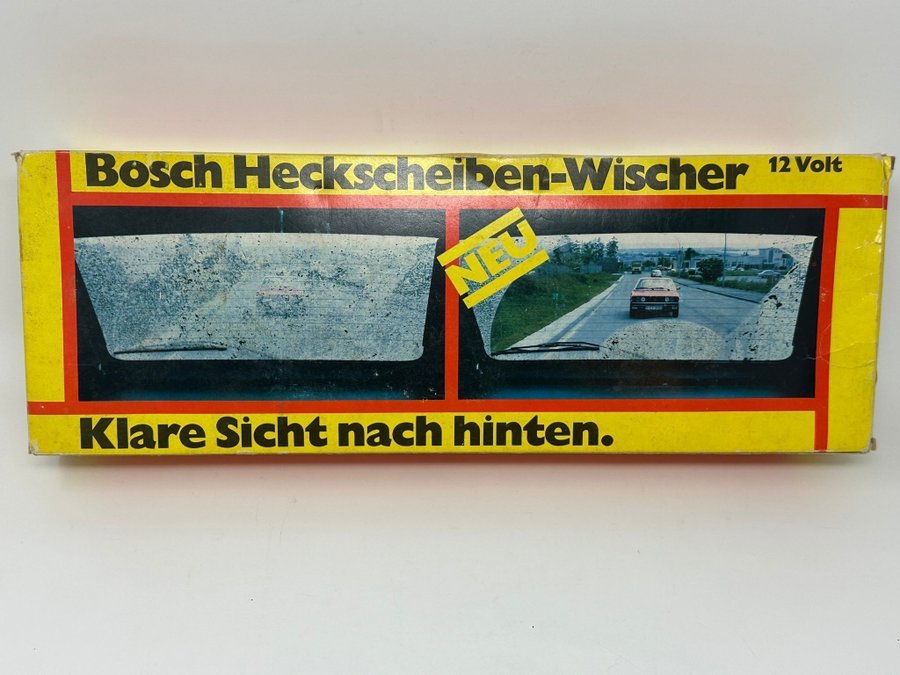 Bosch Heckscheiben-Wischer 12 Volt
NEU
Klare Sicht nach hinten.